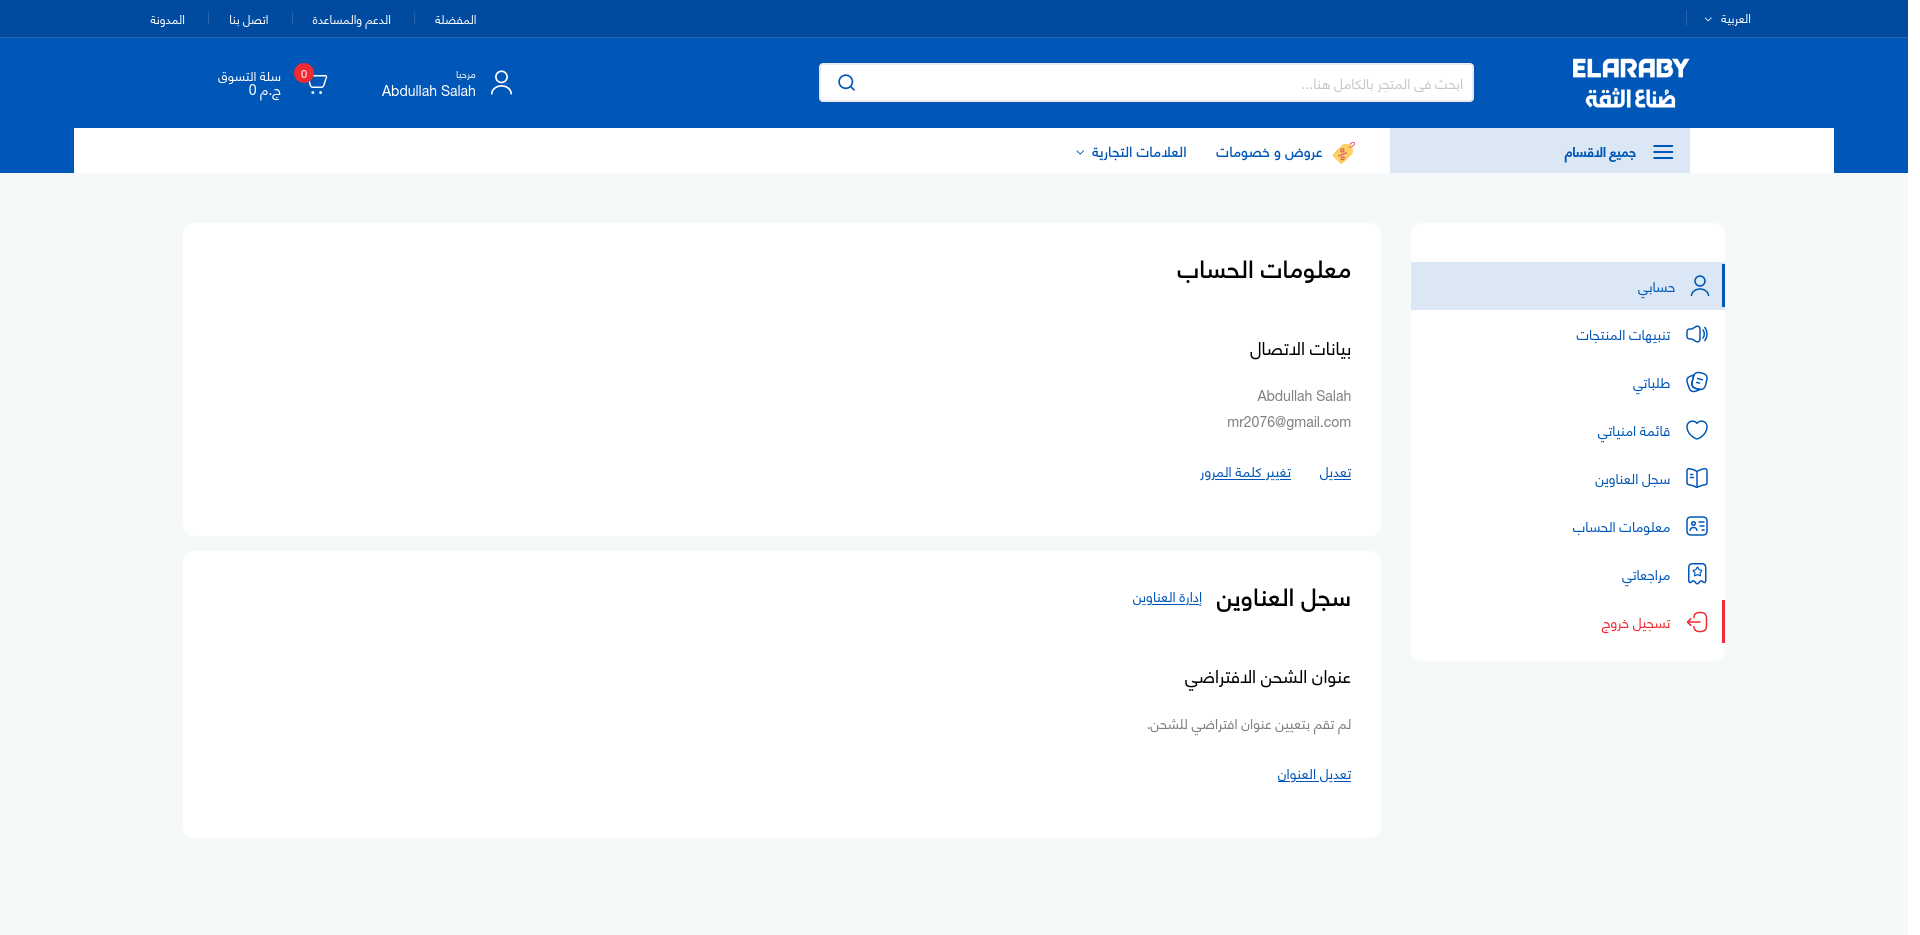 العربية
المفضلة
الدعم والمساعدة
اتصل بنا
المدونة
ELARABY
صُناع الثقة
ابحث فى المتجر بالكامل هنا...
مرحبا
Abdullah Salah
0
سلة التسوق
ج.م 0
جميع الاقسام
عروض و خصومات
العلامات التجارية
حسابي
تنبيهات المنتجات
طلباتي
قائمة امنياتي
سجل العناوين
معلومات الحساب
مراجعاتي
تسجيل خروج
معلومات الحساب
بيانات الاتصال
Abdullah Salah
mr2076@gmail.com
تعديل
تغيير كلمة المرور
سجل العناوين
إدارة العناوين
عنوان الشحن الافتراضي
لم تقم بتعيين عنوان افتراضي للشحن.
تعديل العنوان